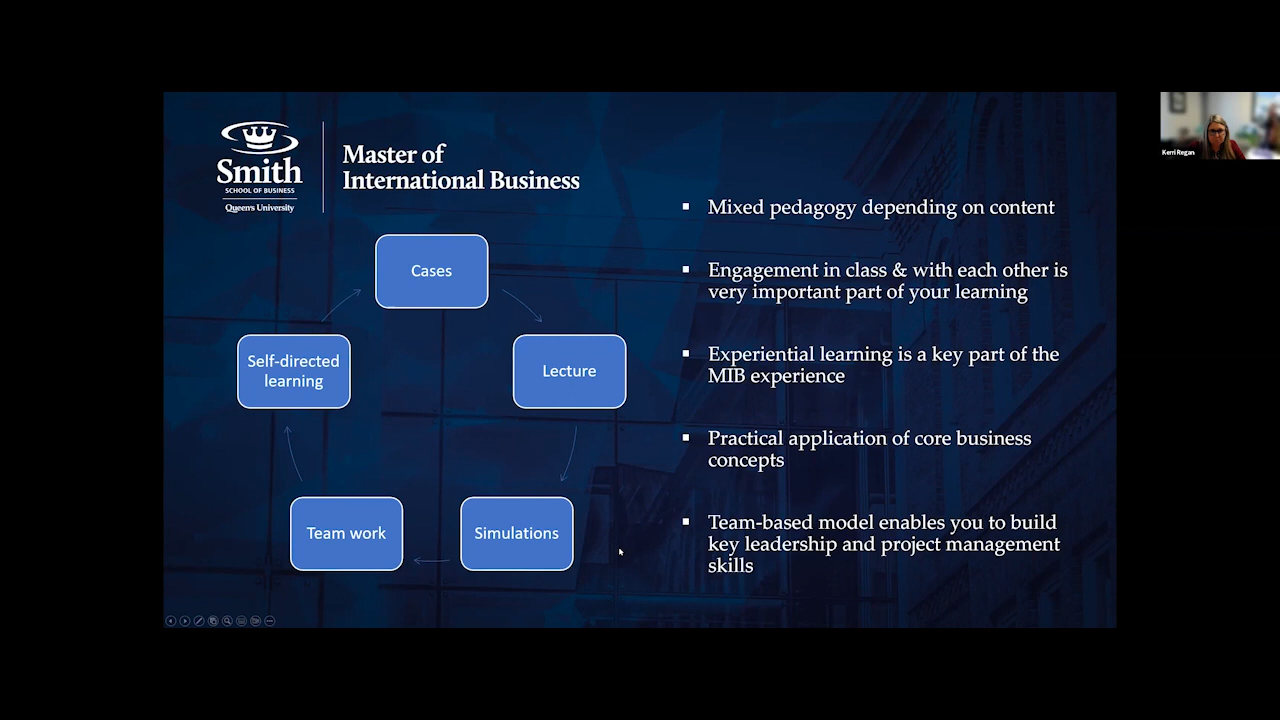 Smith
SCHOOL OF BUSINESS
Queen's University
Master of
International Business
Cases
Lecture
Simulations
Team work
Self-directed
learning
▪ Mixed pedagogy depending on content
▪ Engagement in class & with each other is
very important part of your learning
▪ Experiential learning is a key part of the
MIB experience
▪ Practical application of core business
concepts
▪ Team-based model enables you to build
key leadership and project management
skills
Kerri Regan